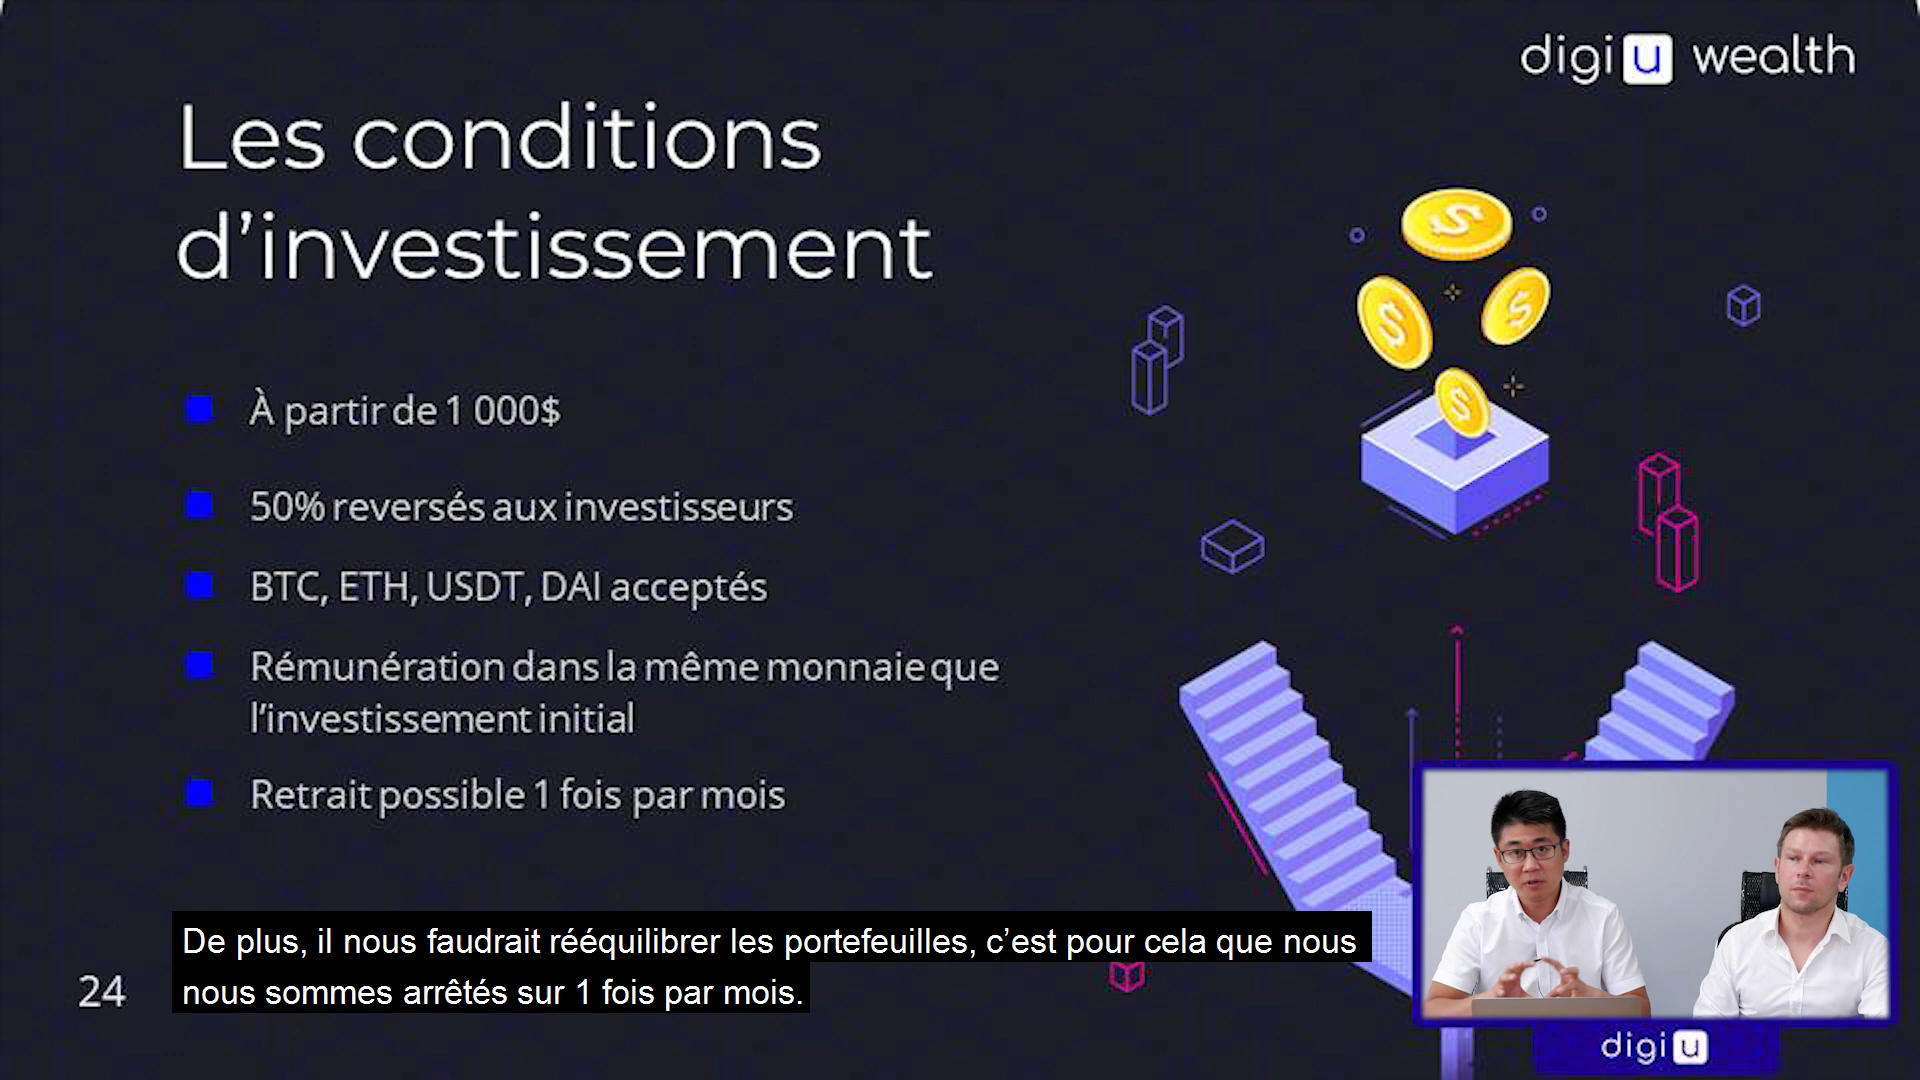 digi u wealth
Les conditions
d’investissement
À partir de 1 000$
50% reversés aux investisseurs
BTC, ETH, USDT, DAI acceptés
Rémunération dans la même monnaie que
l’investissement initial
Retrait possible 1 fois par mois
De plus, il nous faudrait rééquilibrer les portefeuilles, c’est pour cela que nous
nous sommes arrêtés sur 1 fois par mois.
24
digi u